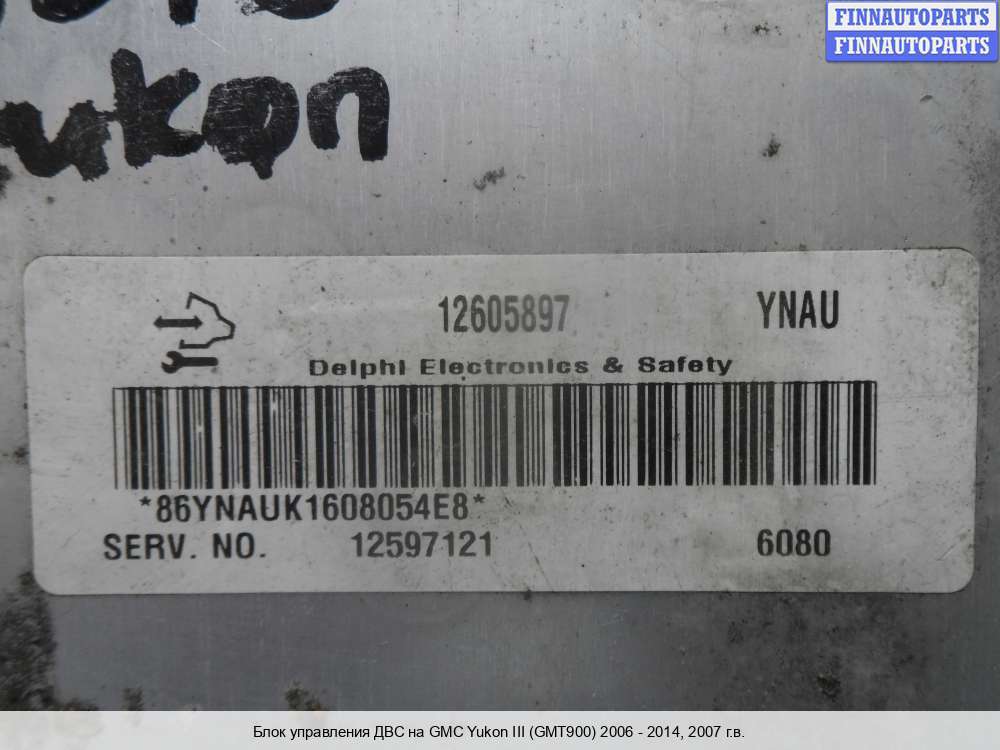 FINNAUTOPARTS
FINNAUTOPARTS
yukon
12605897 YNAU
Delphi Electronics & Safety
*86YNAUK1608054E8*
SERV. NO. 12597121 6080
Блок управления ДВС на GMC Yukon III (GMT900) 2006 - 2014, 2007 г.в.